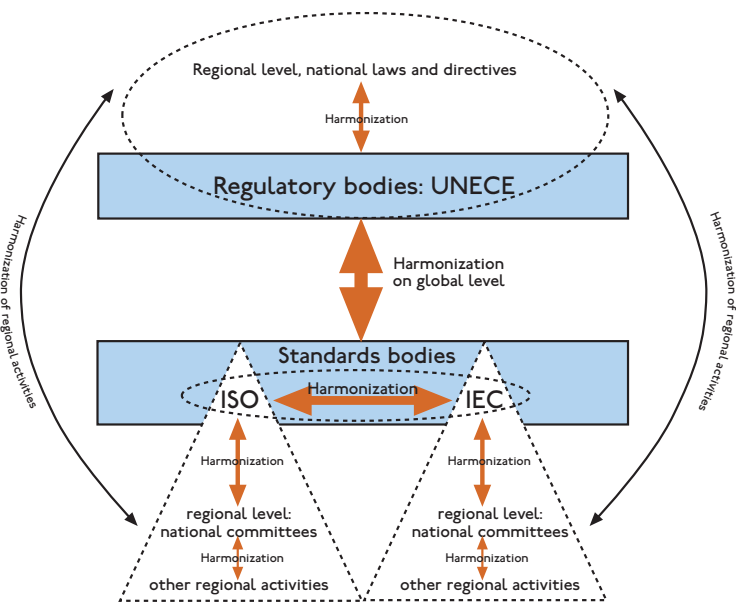 Regional level, national laws and directives
Harmonization
Regulatory bodies: UNECE
Harmonization
on global level
Harmonization of regional activities
Harmonization of regional activities
Standards bodies
Harmonization
ISO
IEC
Harmonization
Harmonization
regional level:
national committees
regional level:
national committees
Harmonization
Harmonization
other regional activities
other regional activities